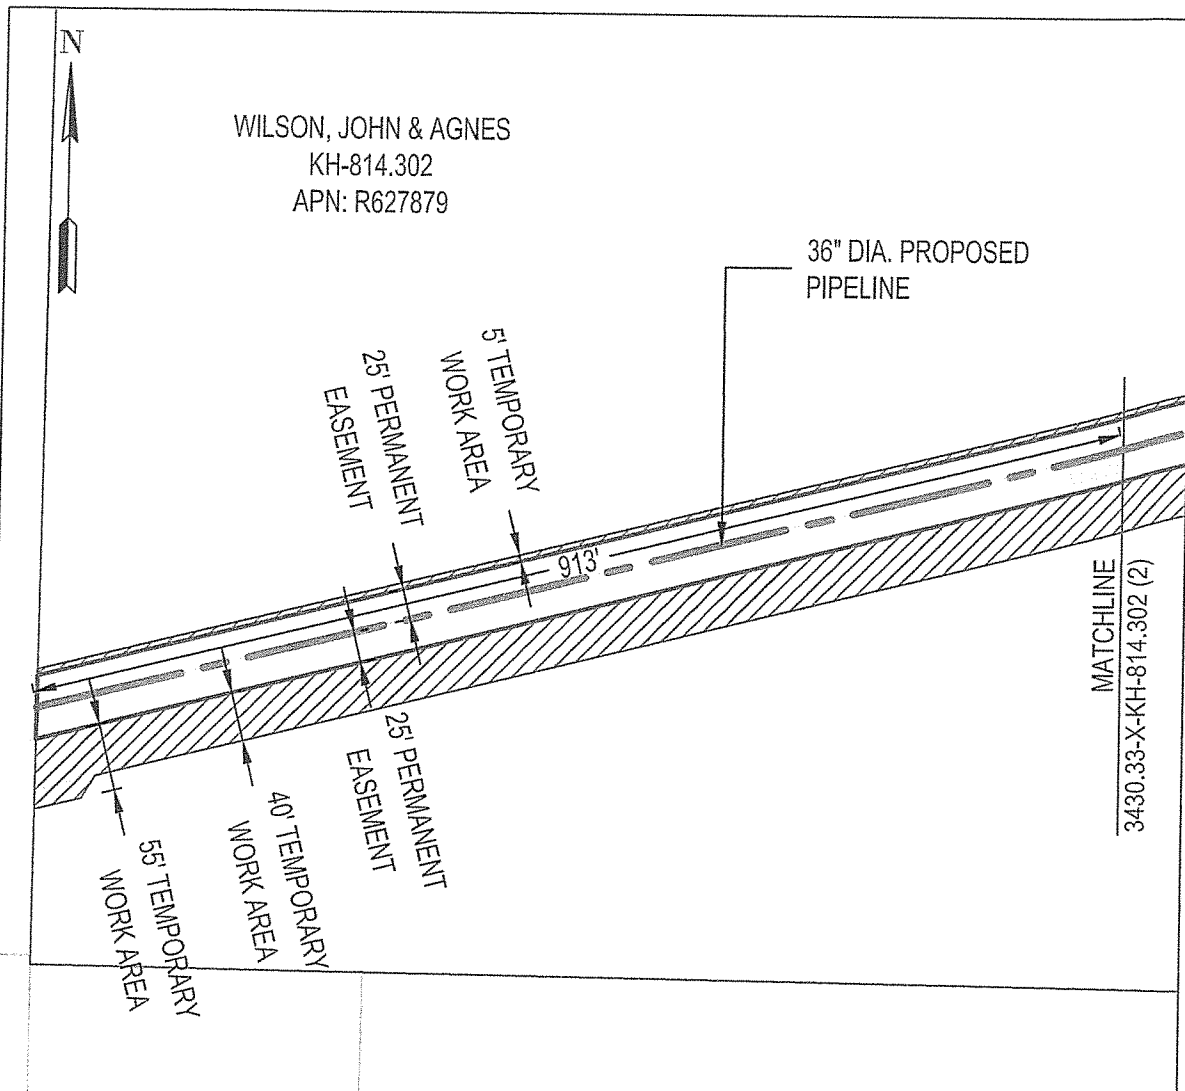 N
WILSON, JOHN & AGNES
KH-814.302
APN: R627879
36" DIA. PROPOSED
PIPELINE
5' TEMPORARY
WORK AREA
25' PERMANENT
EASEMENT
913'
MATCHLINE
3430.33-X-KH-814.302 (2)
25' PERMANENT
EASEMENT
40' TEMPORARY
WORK AREA
55' TEMPORARY
WORK AREA